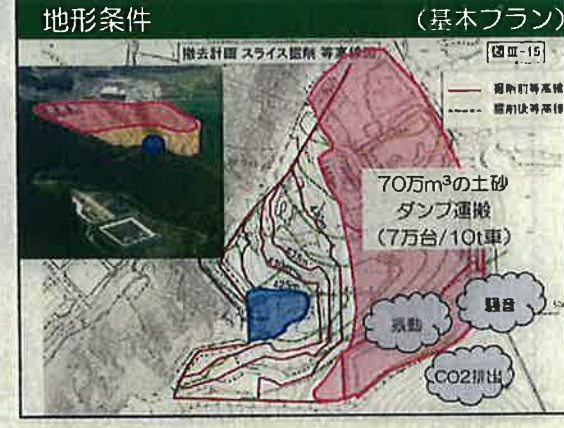 地形条件
(基本プラン)
撤去計画 スライス掘削 等高線図
図Ⅲ-15
掘削前等高線
掘削後等高線
70万m³の土砂
ダンプ運搬
(7万台/10t車)
振動
騒音
CO2排出